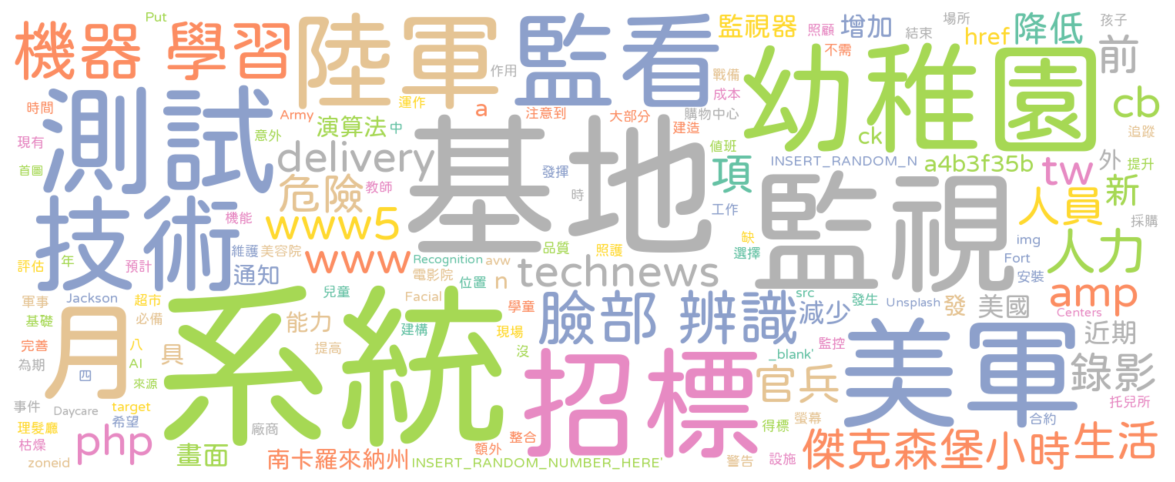 Put
孩子
場所
結束
照顧
監視器
增加
href
降低
前
機器 學習
陸軍
監看
幼稚園
不需
戰備
作用
運作
成本
時間
Army
a
注意到
大部分
購物中心
cb
測試
意外
演算法
中
建造
值班
ck
追蹤
現有
首圖
delivery
基地
發揮
項
INSERT_RANDOM_N
a4b3f35b
tw
外
提升
危險
教師
時
監視
人員
新
技術
機能
www5
工作
採購
品質
照護
缺
維護
美容院
選擇
img
人力
www
Recognition
avw
評估
年
預計
通知
電影院
technews
Fort
安裝
兒童
位置
n
src
amp
軍事
Jackson
超市
Facial
臉部 辨識
發生
Unsplash
月
必備
系統
學童
減少
發
美國
Centers
基礎
能力
建構
現場
近期
完善
八
具
提高
沒
_blank'
監控
為期
AI
四
來源
招標
官兵
美軍
錄影
事件
Daycare
target
希望
螢幕
托兒所
理髮廳
php
廠商
得標
合約
枯燥
畫面
額外
整合
傑克森堡
小時
生活
zoneid
南卡羅來納州
INSERT_RANDOM_NUMBER_HERE'
警告
設施